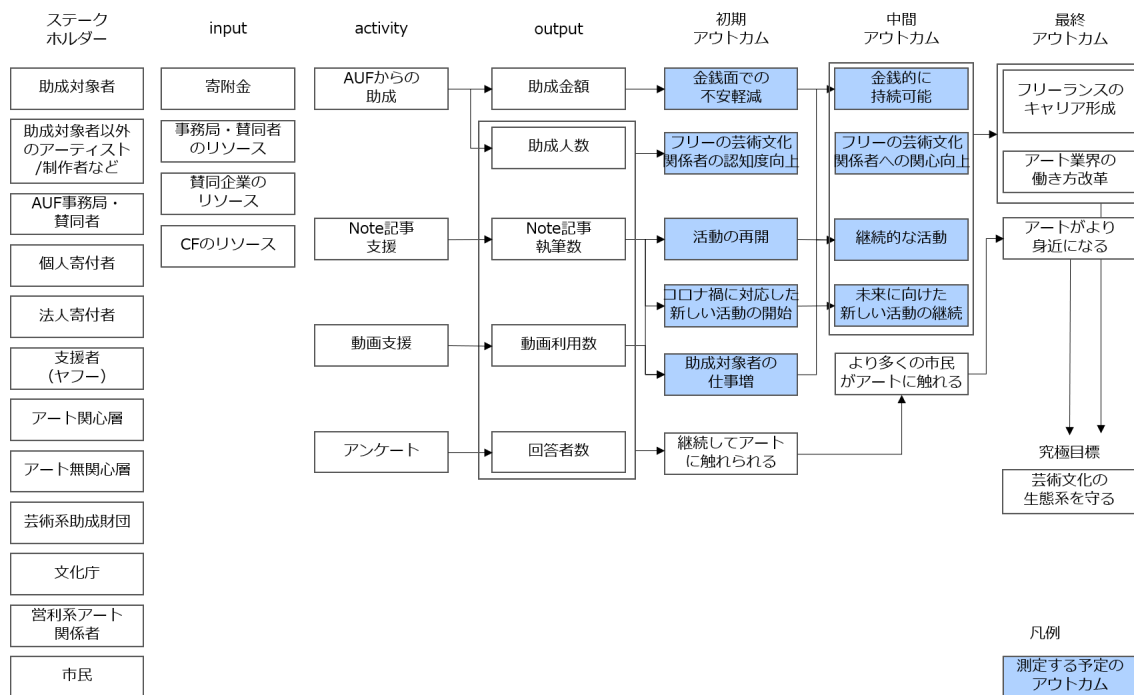 ステーク
ホルダー
input
activity
output
初期
アウトカム
中間
アウトカム
最終
アウトカム
助成対象者
助成対象者以外
のアーティスト
/制作者など
AUF事務局・
賛同者
個人寄付者
法人寄付者
支援者
（ヤフー）
アート関心層
アート無関心層
芸術系助成財団
文化庁
営利系アート
関係者
市民
寄附金
事務局・賛同者
のリソース
賛同企業の
リソース
CFのリソース
AUFからの
助成
Note記事
支援
動画支援
アンケート
助成金額
助成人数
Note記事
執筆数
動画利用数
回答者数
金銭面での
不安軽減
フリーの芸術文化
関係者の認知度向上
活動の再開
コロナ禍に対応した
新しい活動の開始
助成対象者の
仕事増
継続してアート
に触れられる
金銭的に
持続可能
フリーの芸術文化
関係者への関心向上
継続的な活動
未来に向けた
新しい活動の継続
より多くの市民
がアートに触れる
フリーランスの
キャリア形成
アート業界の
働き方改革
アートがより
身近になる
究極目標
芸術文化の
生態系を守る
凡例
測定する予定の
アウトカム